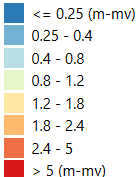 <= 0.25 (m-mv)
0.25 - 0.4
0.4 - 0.8
0.8 - 1.2
1.2 - 1.8
1.8 - 2.4
2.4 - 5
> 5 (m-mv)